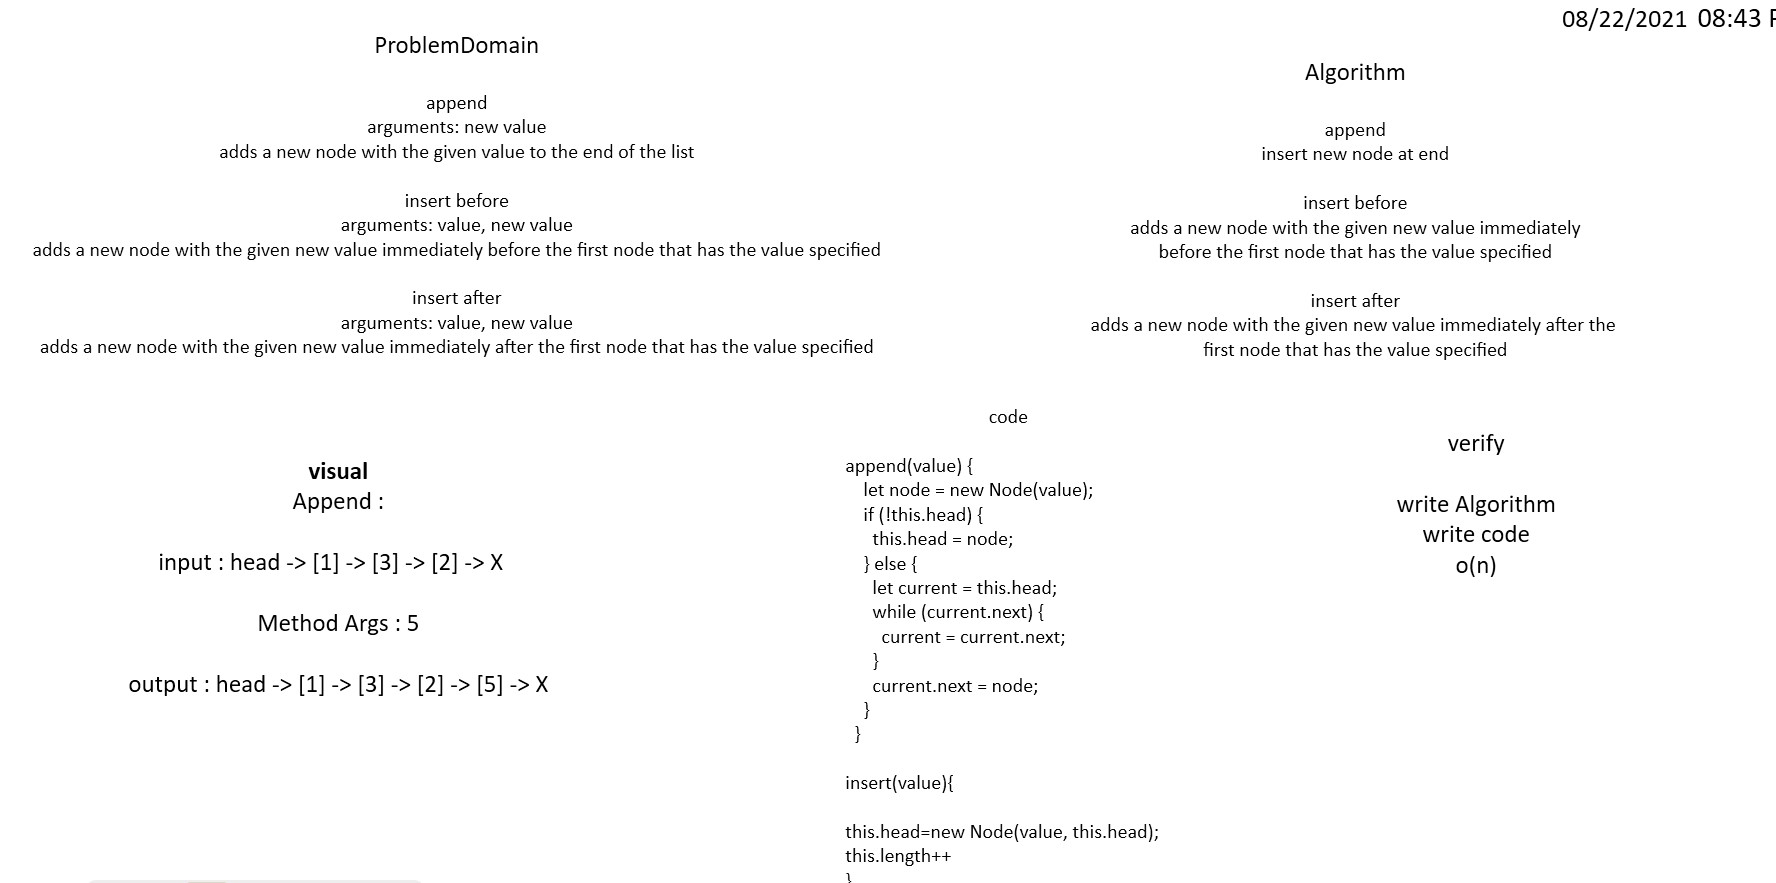 08/22/2021 08:43
ProblemDomain
append
arguments: new value
adds a new node with the given value to the end of the list
insert before
arguments: value, new value
adds a new node with the given new value immediately before the first node that has the value specified
insert after
arguments: value, new value
adds a new node with the given new value immediately after the first node that has the value specified
Algorithm
append
insert new node at end
insert before
adds a new node with the given new value immediately
before the first node that has the value specified
insert after
adds a new node with the given new value immediately after the
first node that has the value specified
visual
Append :
input : head -> [1] -> [3] -> [2] -> X
Method Args : 5
output : head -> [1] -> [3] -> [2] -> [5] -> X
code
append(value) {
let node = new Node(value);
if (!this.head) {
this.head = node;
} else {
let current = this.head;
while (current.next) {
current = current.next;
}
current.next = node;
}
}
insert(value){
this.head=new Node(value, this.head);
this.length++
}
verify
write Algorithm
write code
o(n)